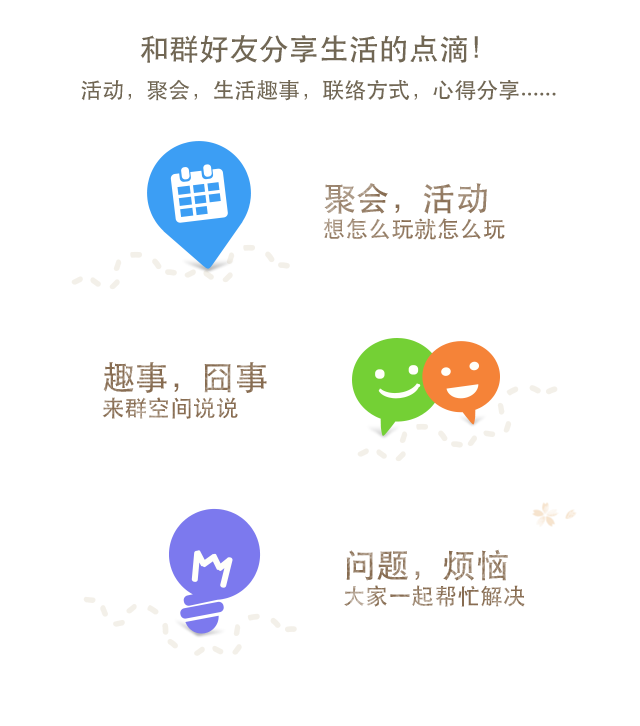 和群好友分享生活的点滴！
活动，聚会，生活趣事，联络方式，心得分享……
聚会，活动
想怎么玩就怎么玩
趣事，囧事
来群空间说说
问题，烦恼
大家一起帮忙解决